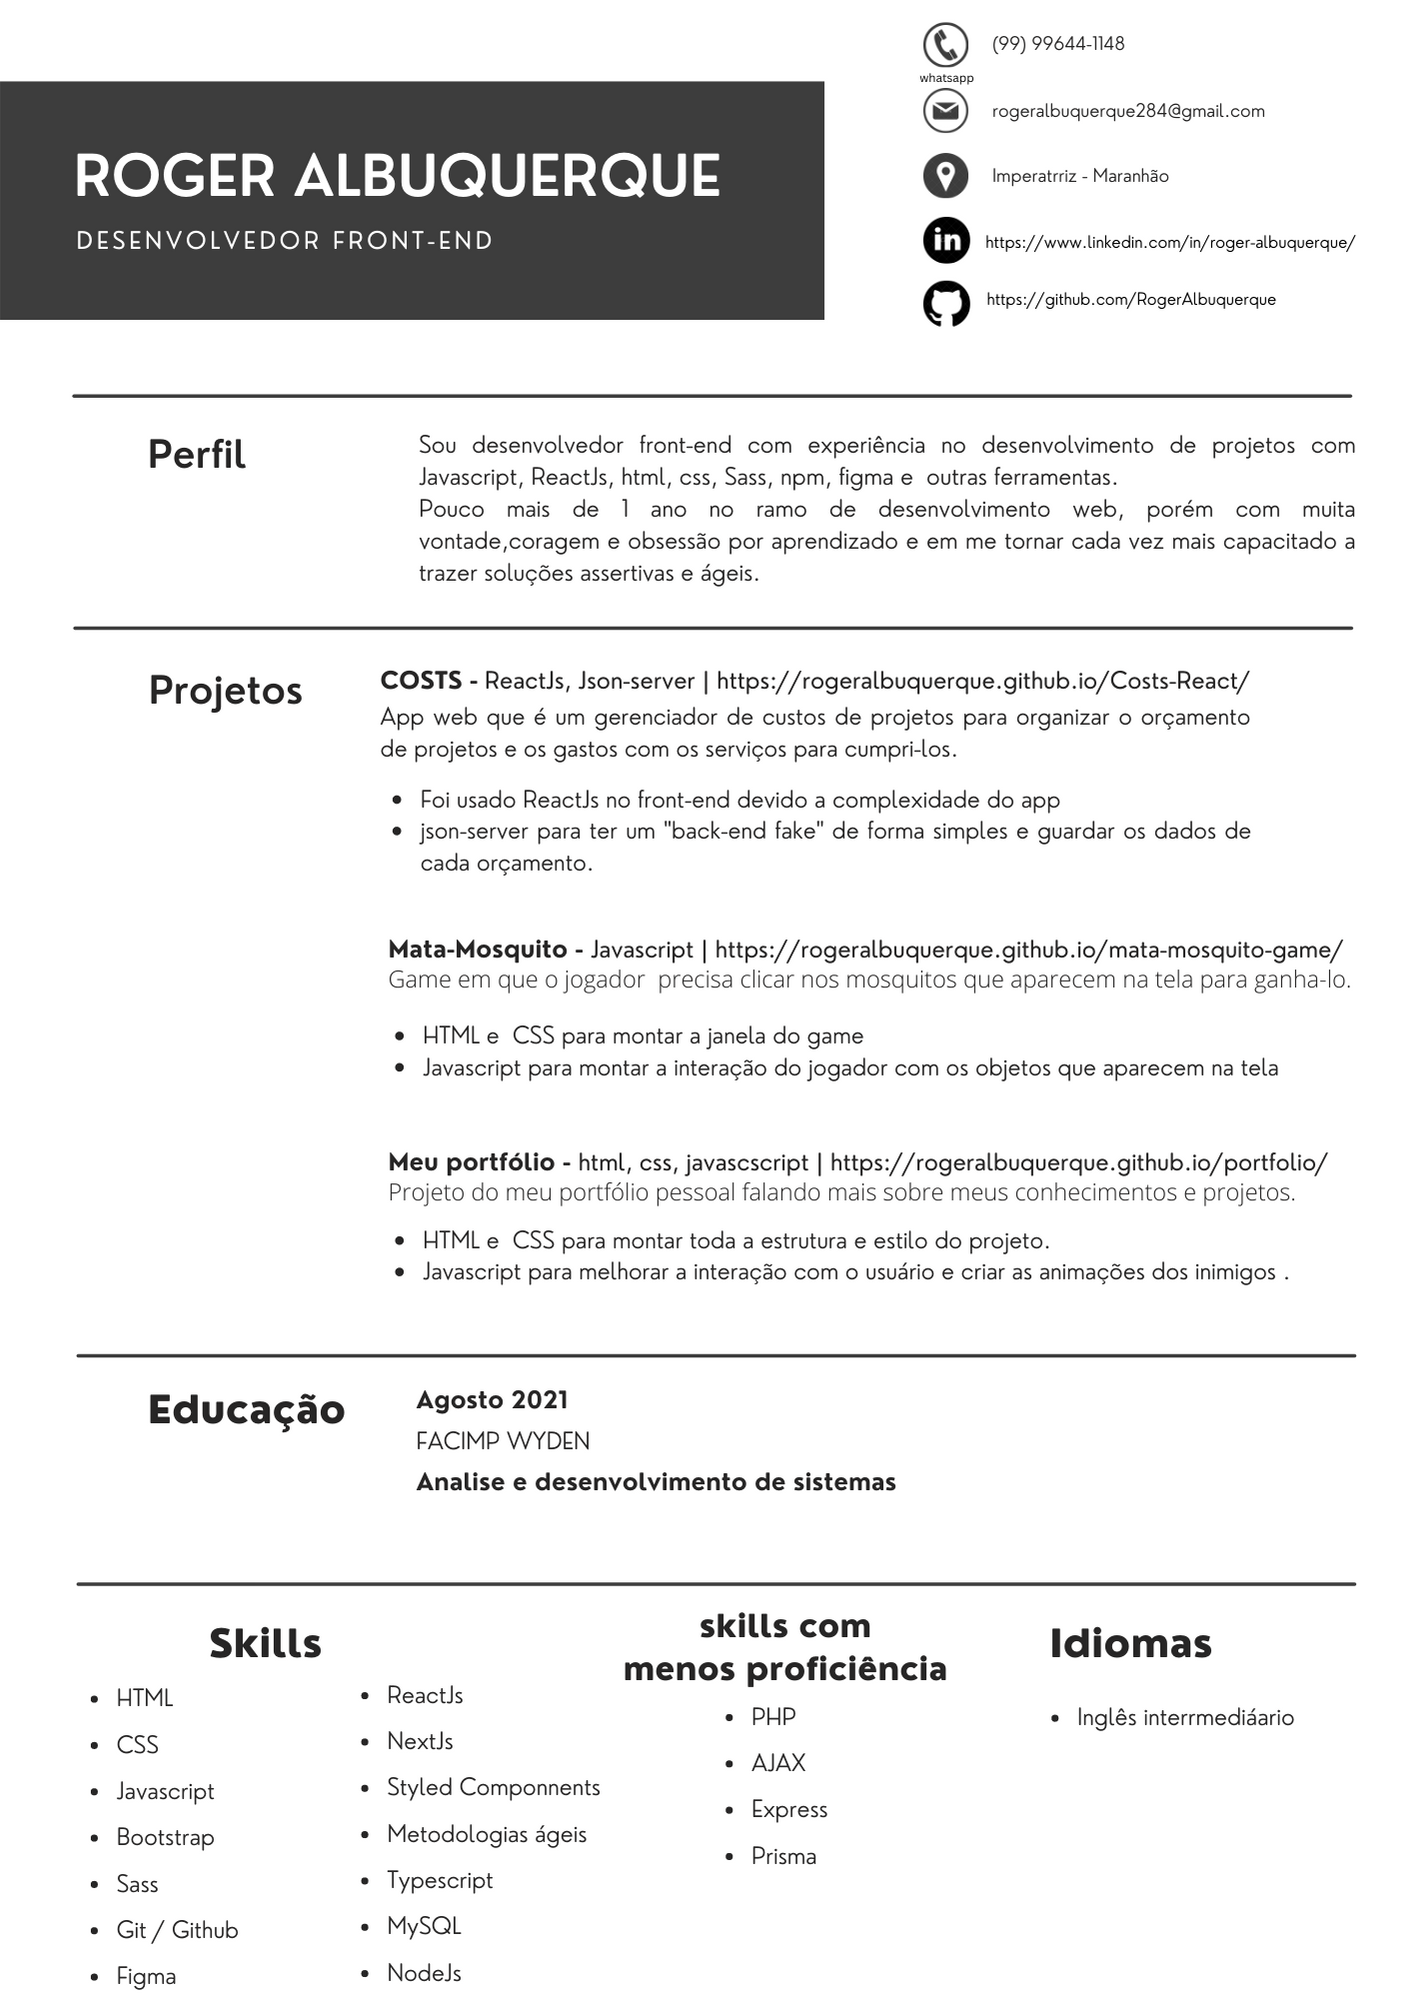 (99) 99644-1148
whatsapp
rogeralbuquerque284@gmail.com
ROGER ALBUQUERQUE
DESENVOLVEDOR FRONT-END
Imperatrriz - Maranhão
https://www.linkedin.com/in/roger-albuquerque/
https://github.com/RogerAlbuquerque
Perfil
Sou desenvolvedor front-end com experiência no desenvolvimento de projetos com
Javascript, ReactJs, html, css, Sass, npm, figma e outras ferramentas.
Pouco mais de 1 ano no ramo de desenvolvimento web, porém com muita
vontade,coragem e obsessão por aprendizado e em me tornar cada vez mais capacitado a
trazer soluções assertivas e ágeis.
Projetos
COSTS - ReactJs, Json-server | https://rogeralbuquerque.github.io/Costs-React/
App web que é um gerenciador de custos de projetos para organizar o orçamento
de projetos e os gastos com os serviços para cumpri-los.
• Foi usado ReactJs no front-end devido a complexidade do app
• json-server para ter um "back-end fake" de forma simples e guardar os dados de
cada orçamento.
Mata-Mosquito - Javascript | https://rogeralbuquerque.github.io/mata-mosquito-game/
Game em que o jogador precisa clicar nos mosquitos que aparecem na tela para ganha-lo.
• HTML e CSS para montar a janela do game
• Javascript para montar a interação do jogador com os objetos que aparecem na tela
Meu portfólio - html, css, javascscript | https://rogeralbuquerque.github.io/portfolio/
Projeto do meu portfólio pessoal falando mais sobre meus conhecimentos e projetos.
• HTML e CSS para montar toda a estrutura e estilo do projeto.
• Javascript para melhorar a interação com o usuário e criar as animações dos inimigos .
Educação
Agosto 2021
FACIMP WYDEN
Analise e desenvolvimento de sistemas
Skills
• HTML
• CSS
• Javascript
• Bootstrap
• Sass
• Git / Github
• Figma
• ReactJs
• NextJs
• Styled Componnents
• Metodologias ágeis
• Typescript
• MySQL
• NodeJs
skills com
menos proficiência
• PHP
• AJAX
• Express
• Prisma
Idiomas
• Inglês interrmediáario